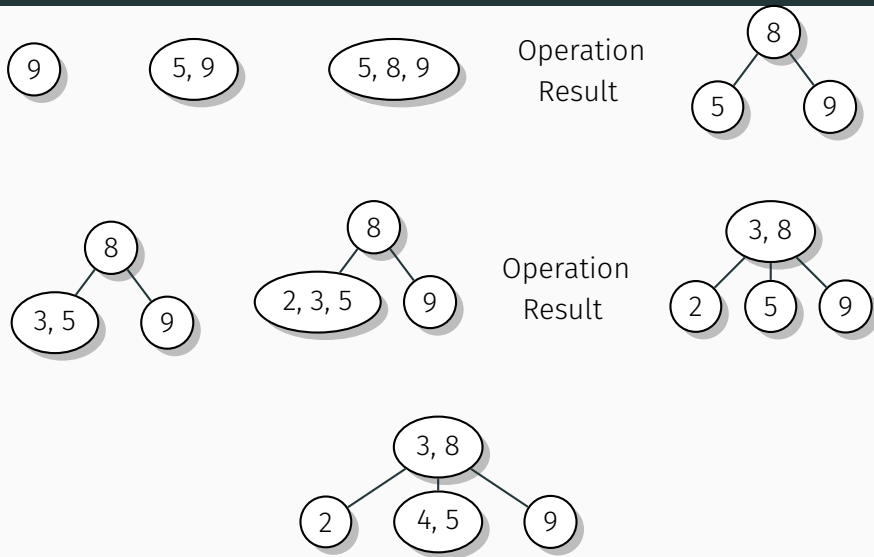 9 5, 9 5, 8, 9 Operation Result 8
5 9
8 8 3, 8
3, 5 9 2, 3, 5 9 Operation Result 2 5 9
3, 8
2 4, 5 9